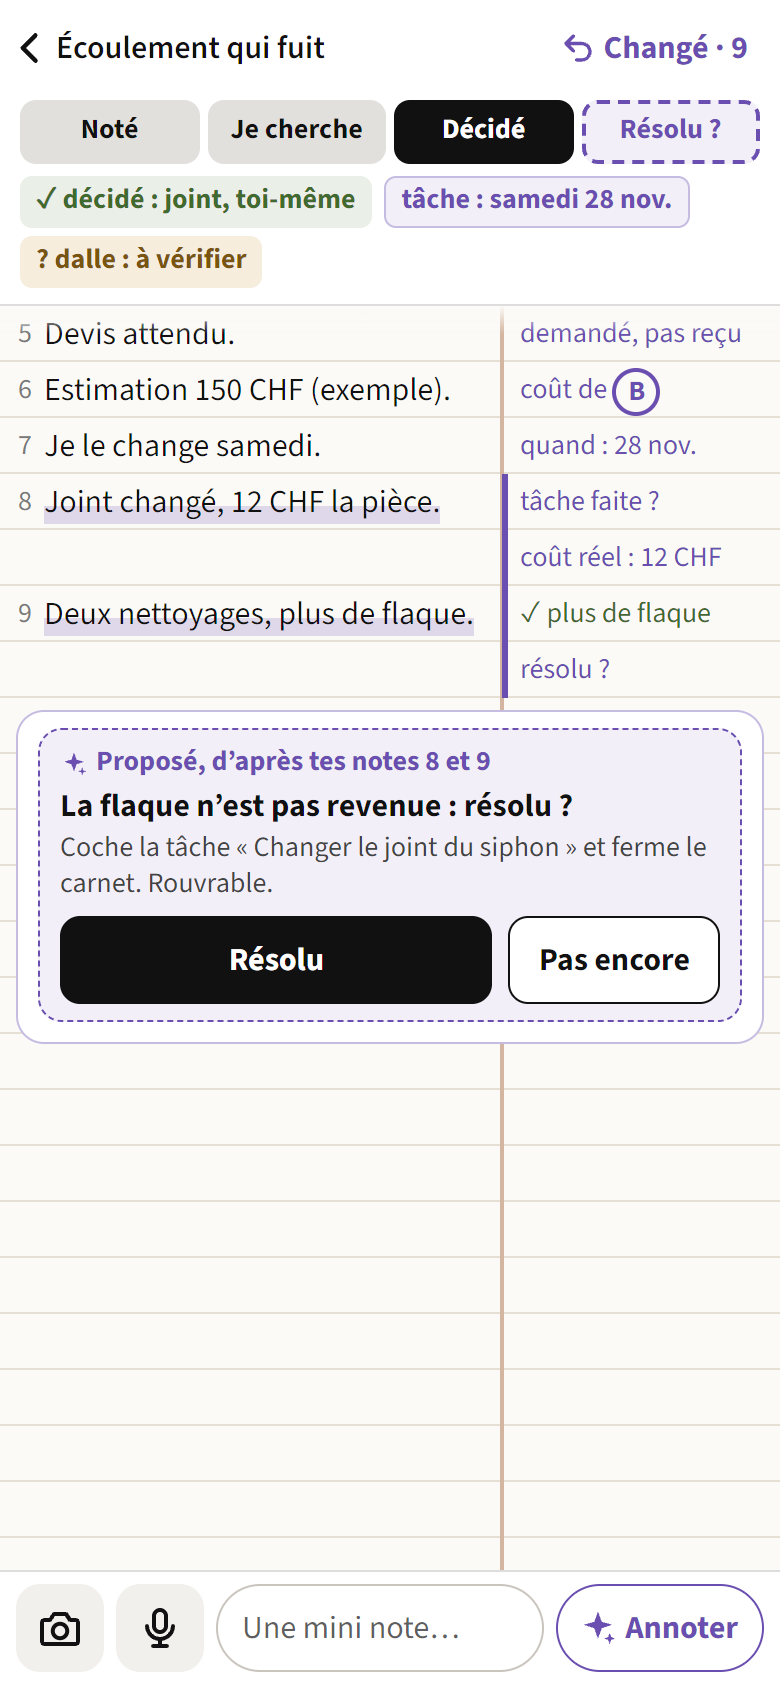 Écoulement qui fuit
Changé · 9
Noté
Je cherche
Décidé
Résolu ?
✓ décidé : joint, toi-même
tâche : samedi 28 nov.
? dalle : à vérifier
5 Devis attendu.
demandé, pas reçu
6 Estimation 150 CHF (exemple).
coût de B
7 Je le change samedi.
quand : 28 nov.
8 Joint changé, 12 CHF la pièce.
tâche faite ?
coût réel : 12 CHF
9 Deux nettoyages, plus de flaque.
✓ plus de flaque
résolu ?
Proposé, d’après tes notes 8 et 9
La flaque n’est pas revenue : résolu ?
Coche la tâche « Changer le joint du siphon » et ferme le
carnet. Rouvrable.
Résolu
Pas encore
Une mini note…
Annoter